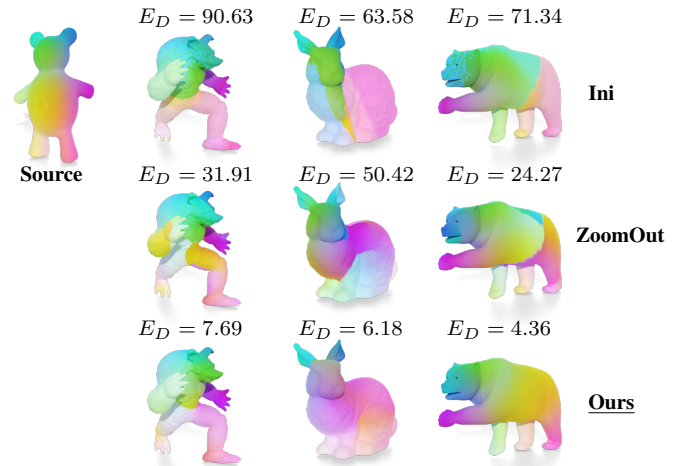 E_D = 90.63 E_D = 63.58 E_D = 71.34
Ini
Source
E_D = 31.91 E_D = 50.42 E_D = 24.27
ZoomOut
E_D = 7.69 E_D = 6.18 E_D = 4.36
Ours